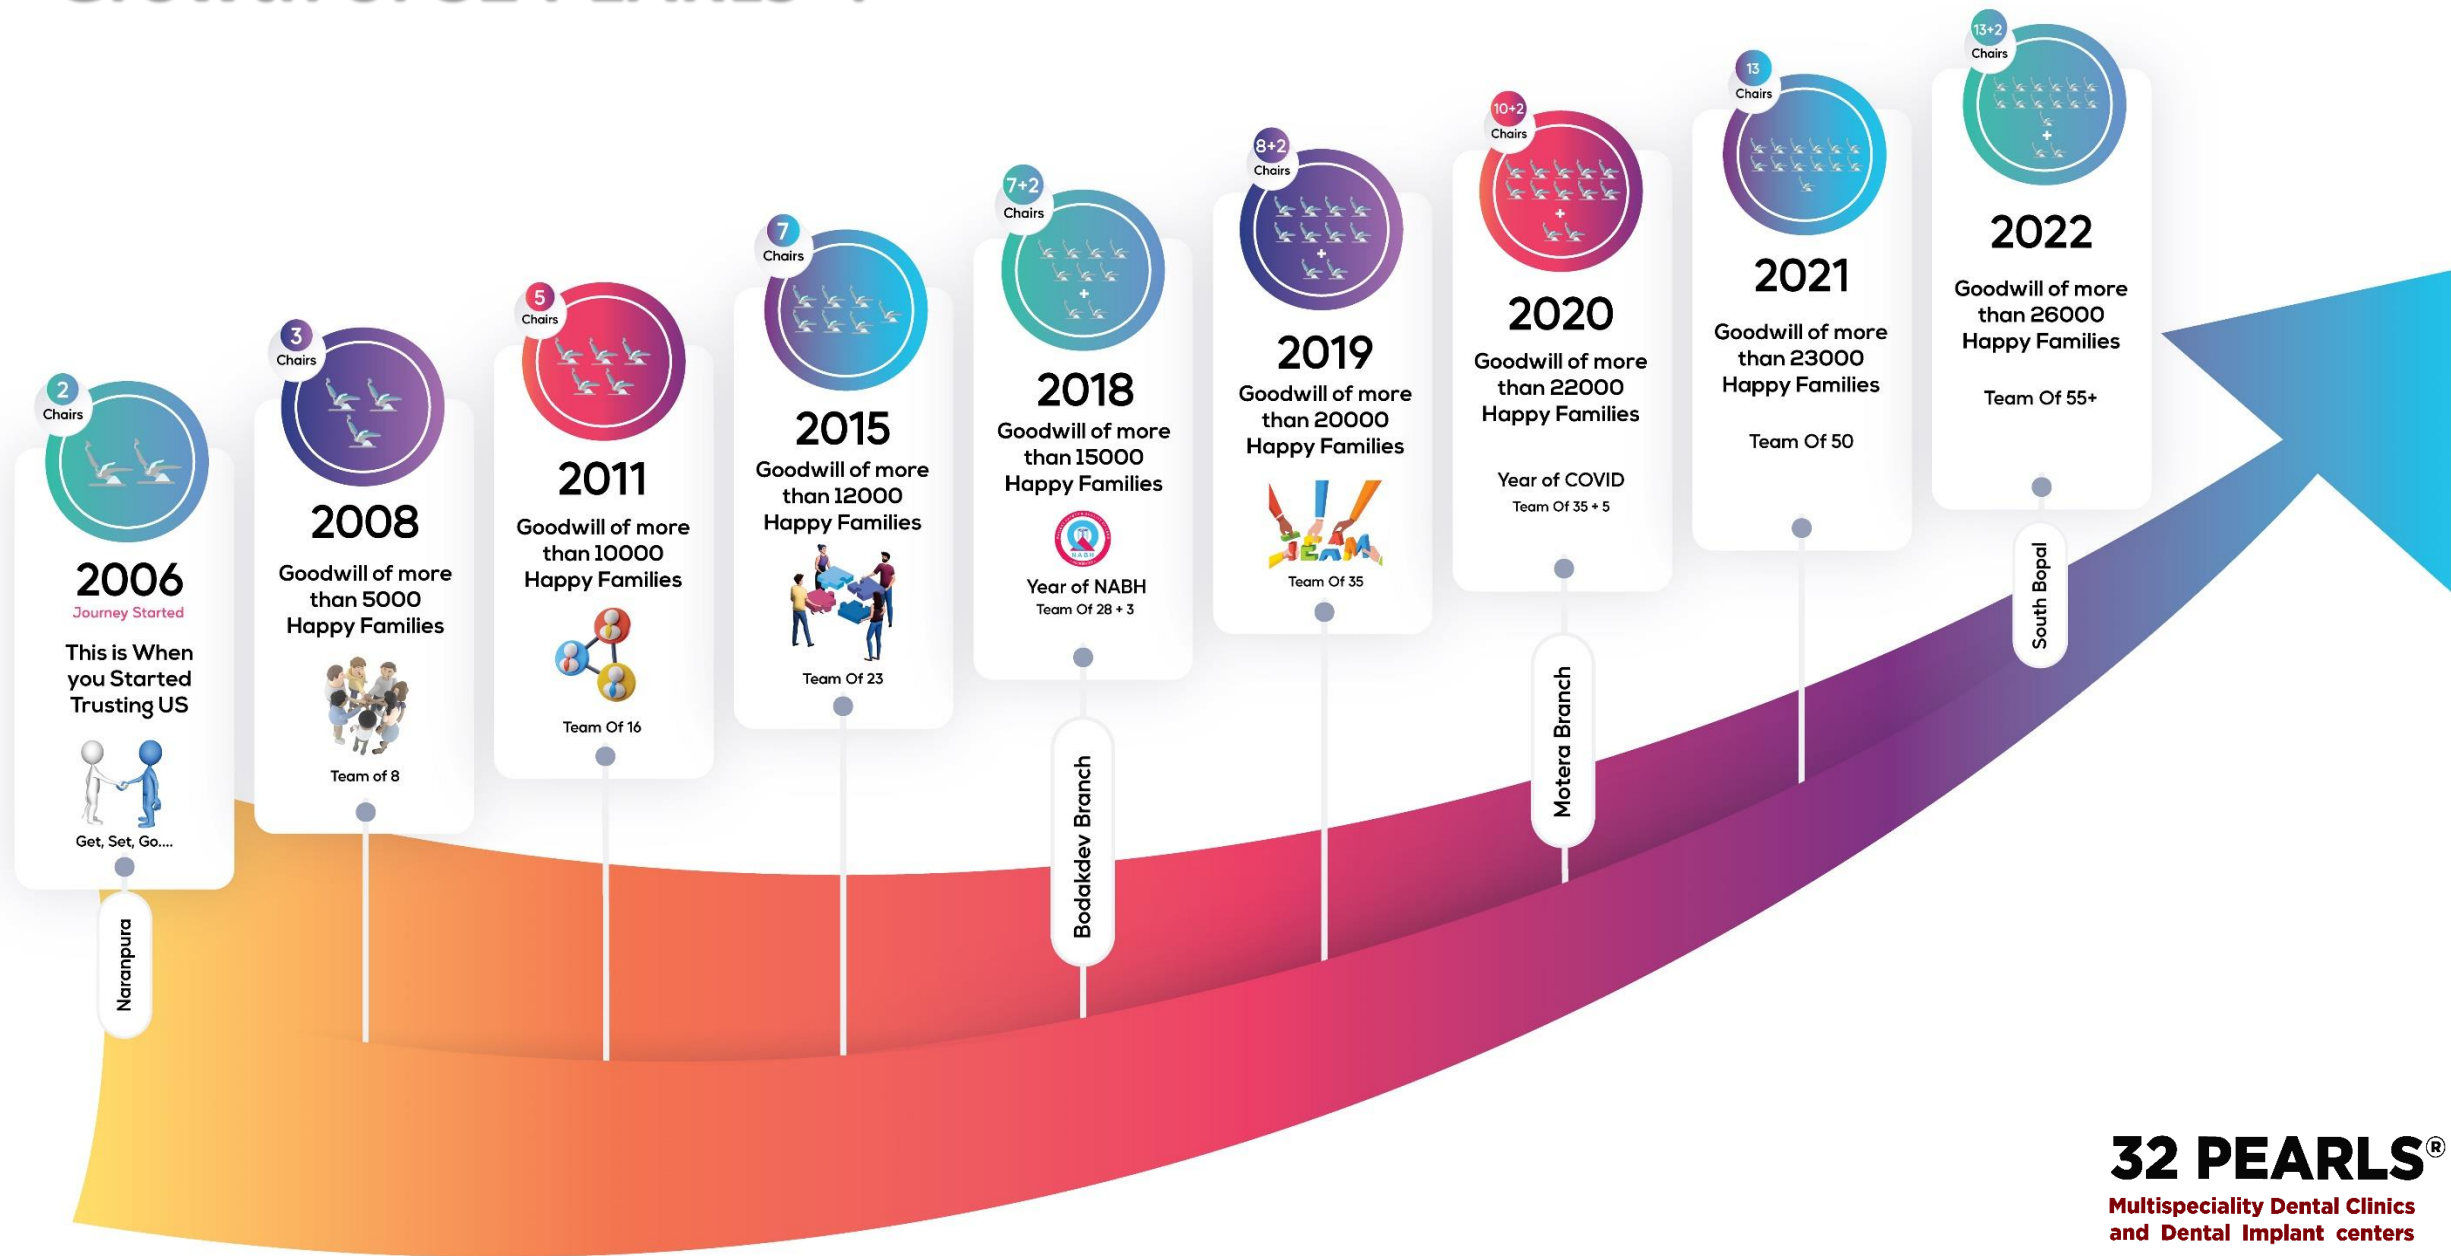 2
Chairs
2006
Journey Started
This is When
you Started
Trusting US
Get, Set, Go....
Naranpura
3
Chairs
2008
Goodwill of more
than 5000
Happy Families
Team of 8
5
Chairs
2011
Goodwill of more
than 10000
Happy Families
Team Of 16
7
Chairs
2015
Goodwill of more
than 12000
Happy Families
Team Of 23
7+2
Chairs
+
2018
Goodwill of more
than 15000
Happy Families
NABH
Year of NABH
Team Of 28 + 3
Bodakdev Branch
8+2
Chairs
+
2019
Goodwill of more
than 20000
Happy Families
TEAM
Team Of 35
10+2
Chairs
+
2020
Goodwill of more
than 22000
Happy Families
Year of COVID
Team Of 35 + 5
Motera Branch
13
Chairs
2021
Goodwill of more
than 23000
Happy Families
Team Of 50
13+2
Chairs
+
2022
Goodwill of more
than 26000
Happy Families
Team Of 55+
South Bopal
32 PEARLS®
Multispeciality Dental Clinics
and Dental Implant centers